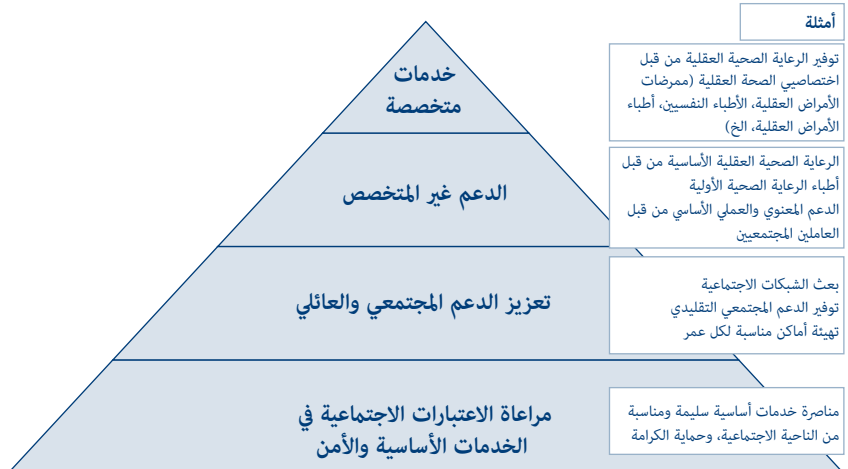 أمثلة
خدمات
متخصصة
توفير الرعاية الصحية العقلية من قبل
اختصاصيي الصحة العقلية (ممرضات
الأمراض العقلية، الأطباء النفسيين، أطباء
الأمراض العقلية، الخ)
الدعم غير المتخصص
الرعاية الصحية العقلية الأساسية من قبل
أطباء الرعاية الصحية الأولية
الدعم المعنوي والعملي الأساسي من قبل
العاملين المجتمعيين
تعزيز الدعم المجتمعي والعائلي
بعث الشبكات الاجتماعية
توفير الدعم المجتمعي التقليدي
تهيئة أماكن مناسبة لكل عمر
مراعاة الاعتبارات الاجتماعية في
الخدمات الأساسية والأمن
مناصرة خدمات أساسية سليمة ومناسبة
من الناحية الاجتماعية، وحماية الكرامة